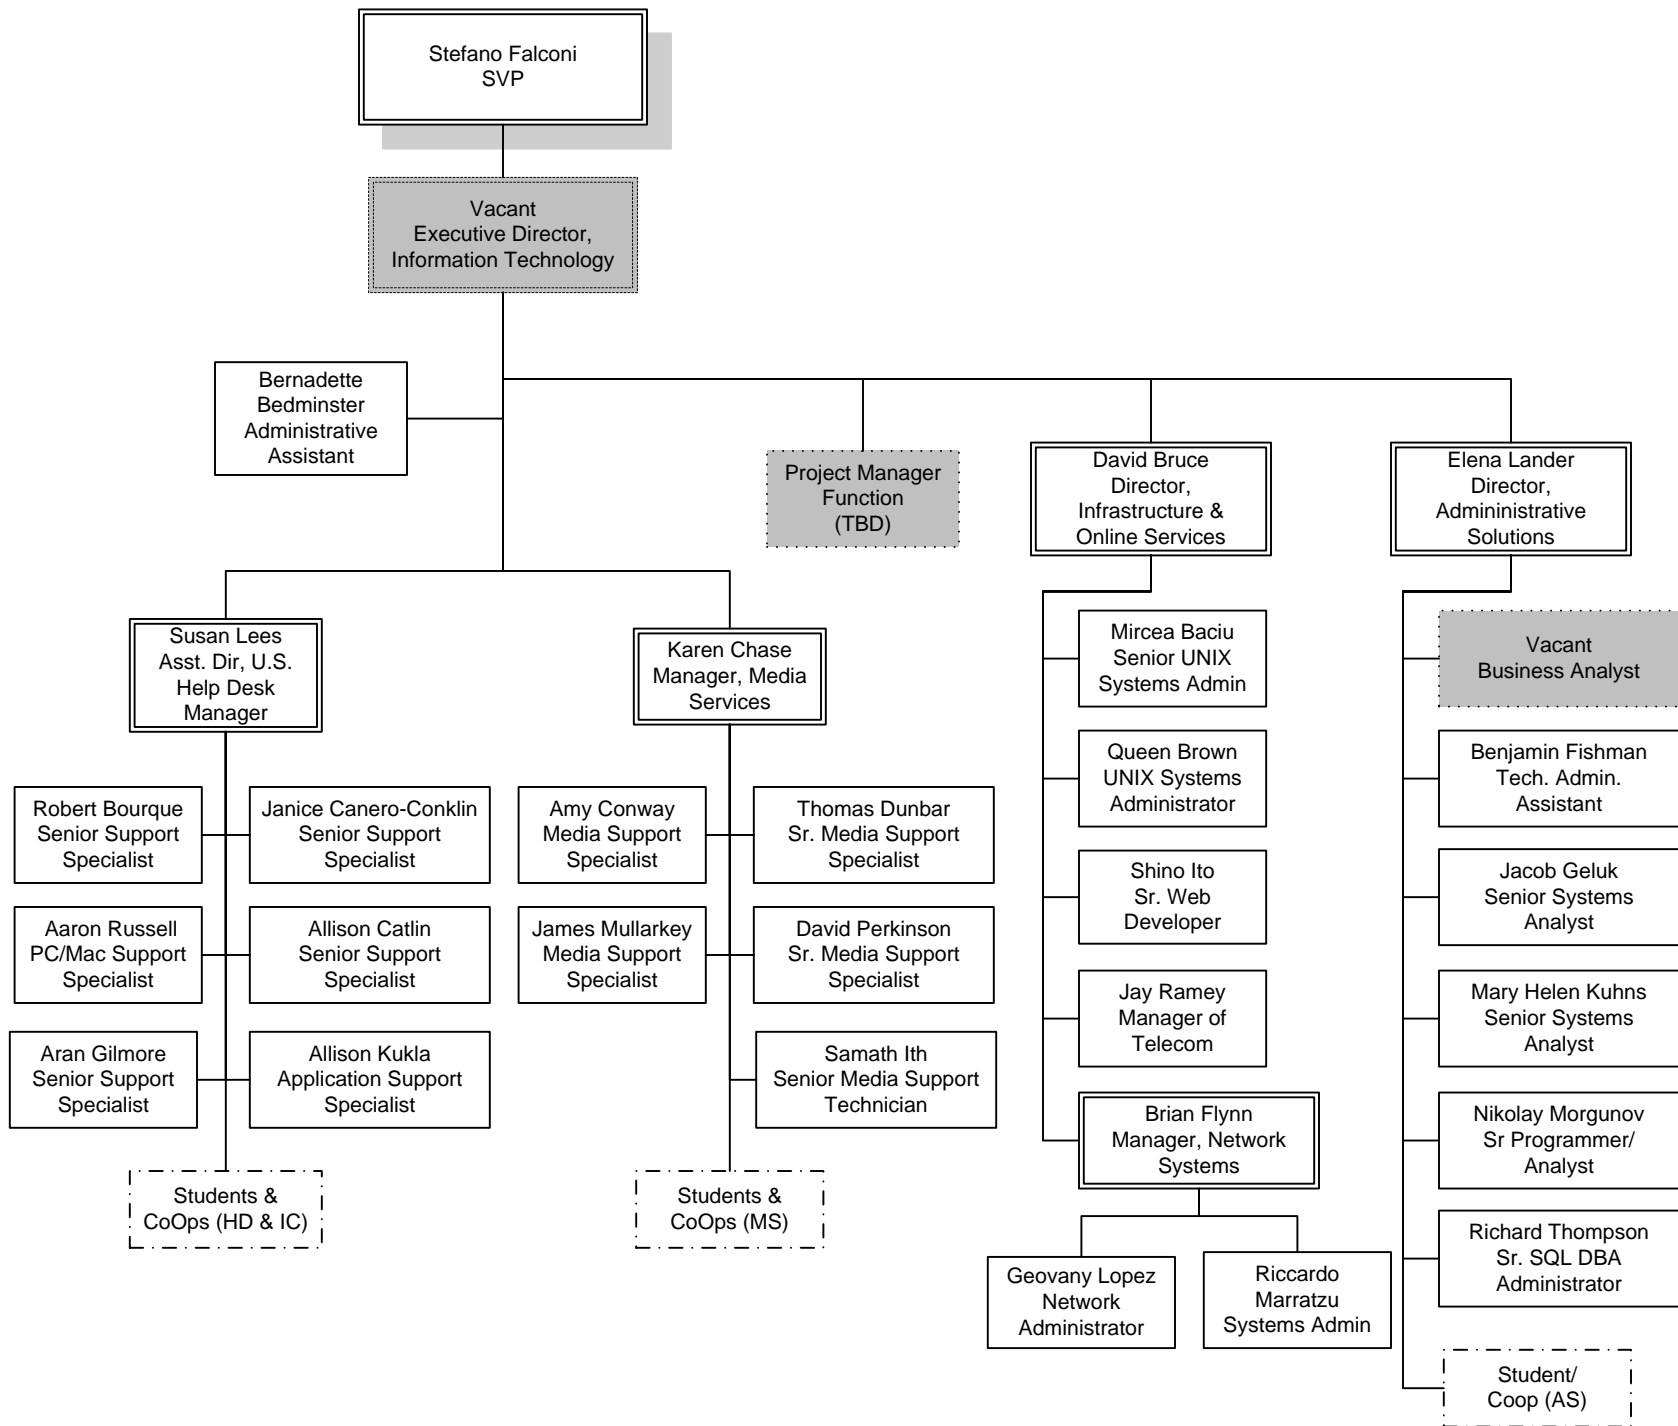 Stefano Falconi
SVP
Vacant
Executive Director,
Information Technology
Bernadette
Bedminster
Administrative
Assistant
Project Manager
Function
(TBD)
David Bruce
Director,
Infrastructure &
Online Services
Elena Lander
Director,
Admininistrative
Solutions
Susan Lees
Asst. Dir, U.S.
Help Desk
Manager
Karen Chase
Manager, Media
Services
Robert Bourque
Senior Support
Specialist
Janice Canero-Conklin
Senior Support
Specialist
Aaron Russell
PC/Mac Support
Specialist
Allison Catlin
Senior Support
Specialist
Aran Gilmore
Senior Support
Specialist
Allison Kukla
Application Support
Specialist
Students &
CoOps (HD & IC)
Amy Conway
Media Support
Specialist
Thomas Dunbar
Sr. Media Support
Specialist
James Mullarkey
Media Support
Specialist
David Perkinson
Sr. Media Support
Specialist
Samath Ith
Senior Media Support
Technician
Students &
CoOps (MS)
Mircea Baciu
Senior UNIX
Systems Admin
Queen Brown
UNIX Systems
Administrator
Shino Ito
Sr. Web
Developer
Jay Ramey
Manager of
Telecom
Brian Flynn
Manager, Network
Systems
Geovany Lopez
Network
Administrator
Riccardo
Marratzu
Systems Admin
Vacant
Business Analyst
Benjamin Fishman
Tech. Admin.
Assistant
Jacob Geluk
Senior Systems
Analyst
Mary Helen Kuhns
Senior Systems
Analyst
Nikolay Morgunov
Sr Programmer/
Analyst
Richard Thompson
Sr. SQL DBA
Administrator
Student/
Coop (AS)